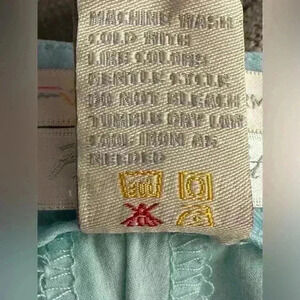 MACHINE WASH
COLD WITH
LIKE COLORS
GENTLE CYCLE
DO NOT BLEACH
TUMBLE DRY LOW
COOL IRON AS
NEEDED